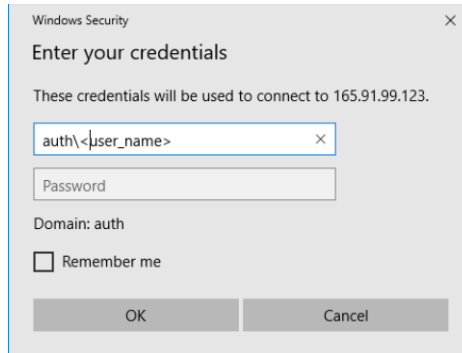 Windows Security
Enter your credentials
These credentials will be used to connect to 165.91.99.123.
auth\<user_name>
Password
Domain: auth
Remember me
OK Cancel